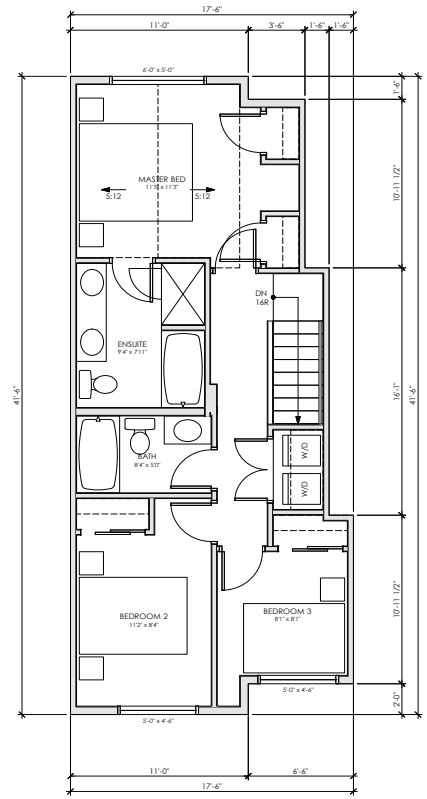 17'-6"
11'-0" 3'-6" 1'-6" 1'-6"
6'-0" x 5'-0"
1'-6"
MASTER BED
11'5" x 11'3"
5:12 5:12
10'-11 1/2"
DN
16R
ENSUITE
9'4" x 7'11"
41'-6"
16'-1"
41'-6"
BATH
8'4" x 5'0"
W/D
W/D
BEDROOM 2
11'2" x 8'4"
BEDROOM 3
8'1" x 8'1"
10'-11 1/2"
5'-0" x 4'-6"
2'-0"
5'-0" x 4'-6"
11'-0" 6'-6"
17'-6"